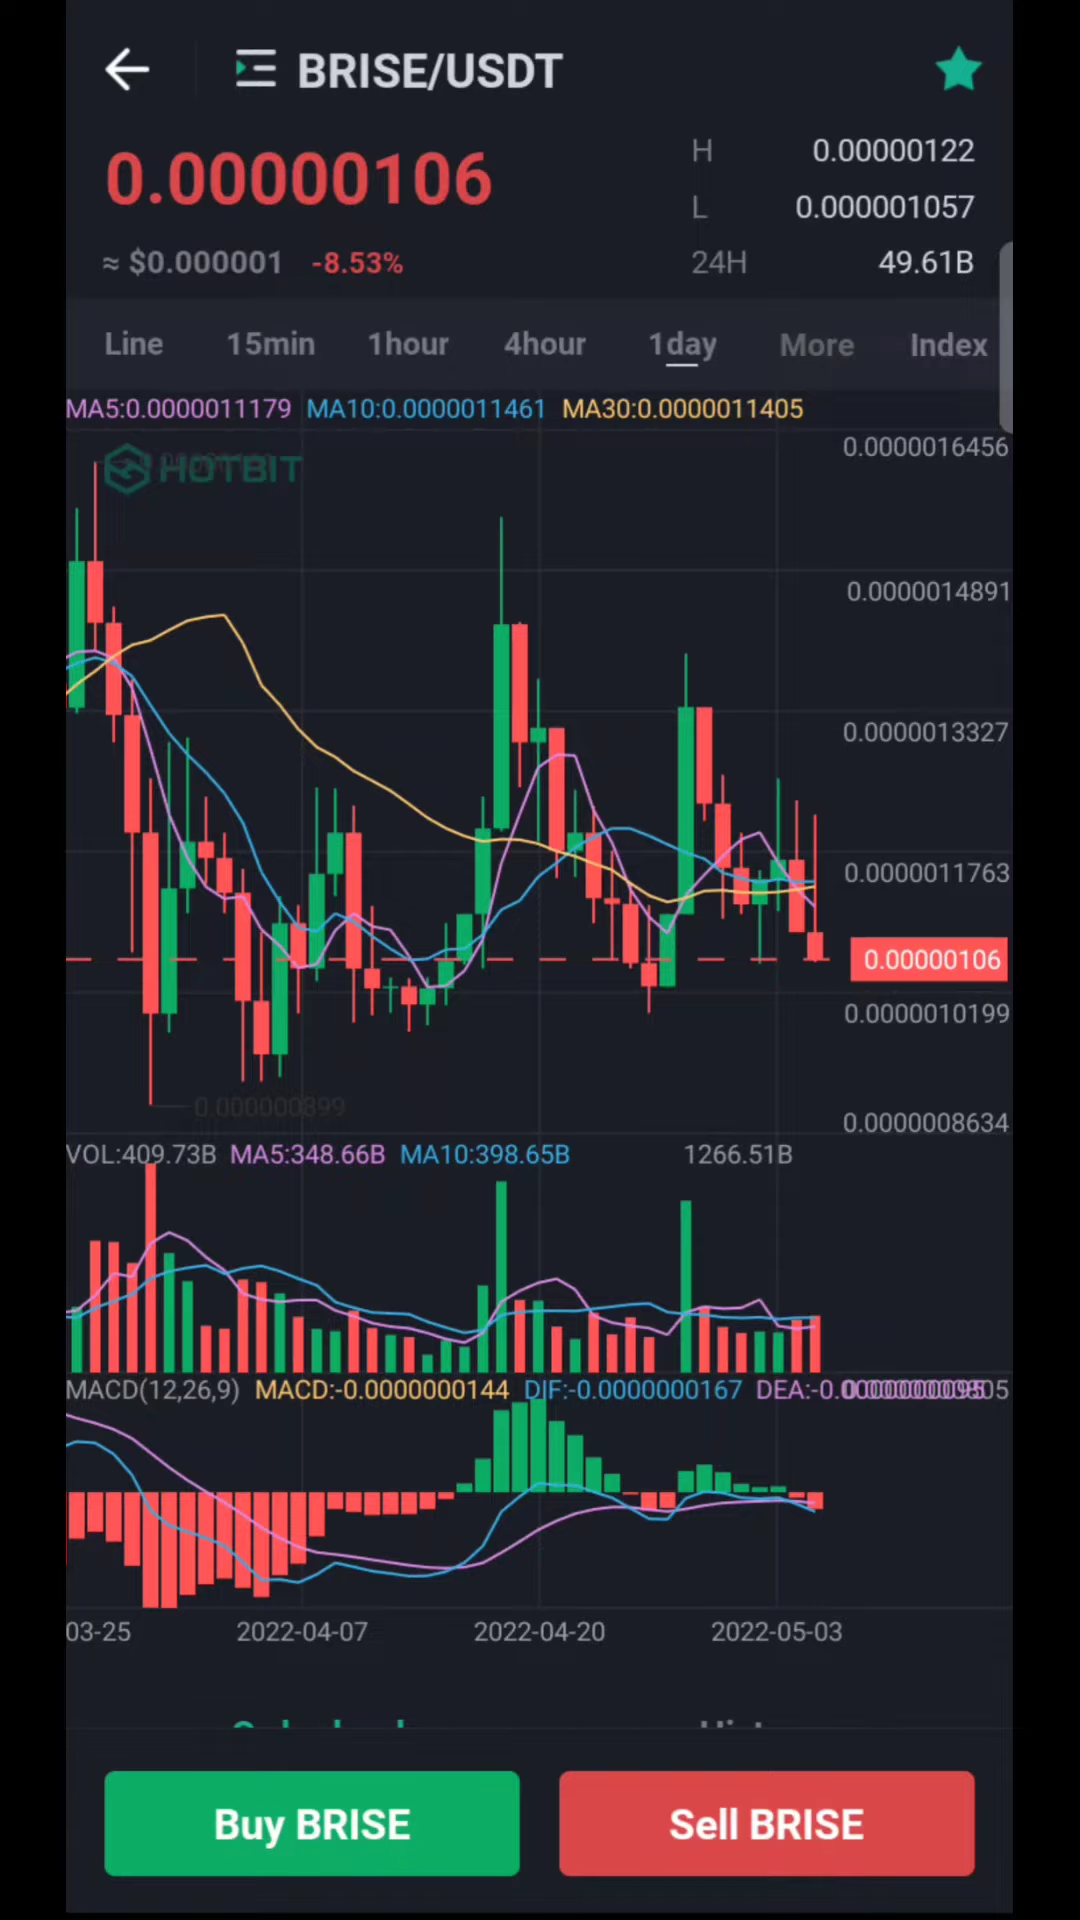 BRISE/USDT
0.00000106
H 0.00000122
L 0.000001057
≈ $0.000001 -8.53%
24H 49.61B
Line 15min 1hour 4hour 1day More Index
MA5:0.0000011179 MA10:0.0000011461 MA30:0.0000011405
0.0000016456
HOTBIT
0.0000014891
0.0000013327
0.0000011763
0.00000106
0.0000010199
0.000000899
0.0000008634
VOL:409.73B MA5:348.66B MA10:398.65B 1266.51B
MACD(12,26,9) MACD:-0.0000000144 DIF:-0.0000000167
03-25 2022-04-07 2022-04-20 2022-05-03
Buy BRISE Sell BRISE